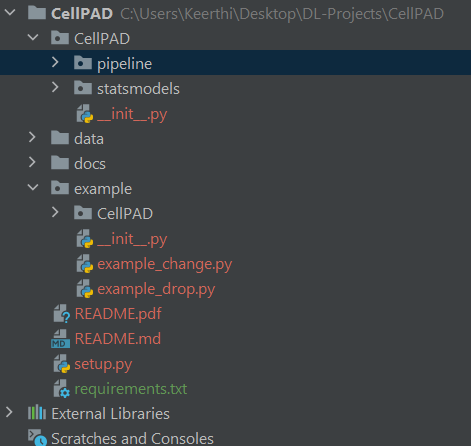 CellPAD C:\Users\Keerthi\Desktop\DL-Projects\CellPAD
CellPAD
pipeline
statsmodels
__init__.py
data
docs
example
CellPAD
__init__.py
example_change.py
example_drop.py
README.pdf
MD README.md
setup.py
requirements.txt
External Libraries
Scratches and Consoles